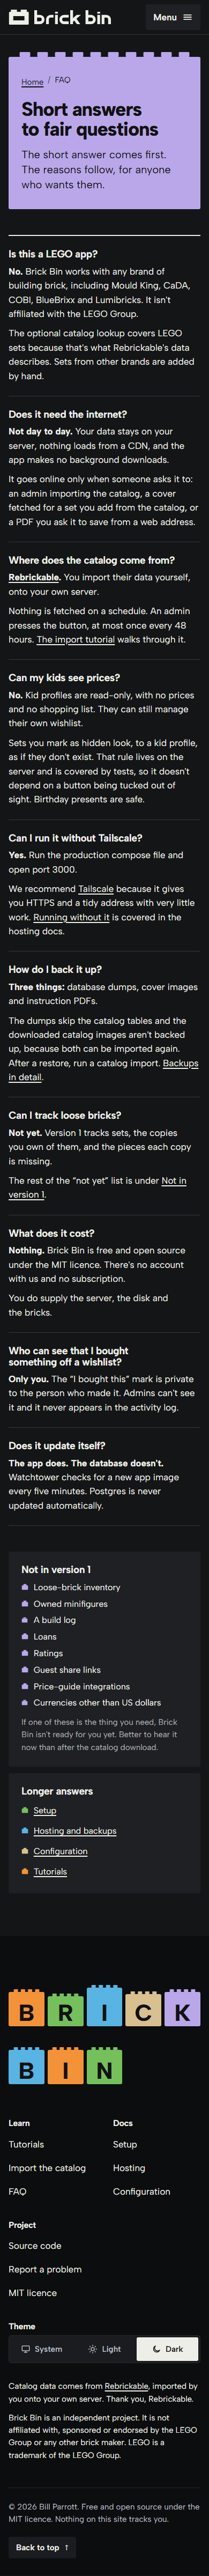 brick bin
Menu
Home / FAQ
Short answers
to fair questions
The short answer comes first.
The reasons follow, for anyone
who wants them.
Is this a LEGO app?
No. Brick Bin works with any brand of
building brick, including Mould King, CaDA,
COBI, BlueBrixx and Lumibricks. It isn't
affiliated with the LEGO Group.
The optional catalog lookup covers LEGO
sets because that's what Rebrickable's data
describes. Sets from other brands are added
by hand.
Does it need the internet?
Not day to day. Your data stays on your
server, nothing loads from a CDN, and the
app makes no background downloads.
It goes online only when someone asks it to:
an admin importing the catalog, a cover
fetched for a set you add from the catalog, or
a PDF you ask it to save from a web address.
Where does the catalog come from?
Rebrickable. You import their data yourself,
onto your own server.
Nothing is fetched on a schedule. An admin
presses the button, at most once every 48
hours. The import tutorial walks through it.
Can my kids see prices?
No. Kid profiles are read-only, with no prices
and no shopping list. They can still manage
their own wishlist.
Sets you mark as hidden look, to a kid profile,
as if they don't exist. That rule lives on the
server and is covered by tests, so it doesn't
depend on a button being tucked out of
sight. Birthday presents are safe.
Can I run it without Tailscale?
Yes. Run the production compose file and
open port 3000.
We recommend Tailscale because it gives
you HTTPS and a tidy address with very little
work. Running without it is covered in the
hosting docs.
How do I back it up?
Three things: database dumps, cover images
and instruction PDFs.
The dumps skip the catalog tables and the
downloaded catalog images aren't backed
up, because both can be imported again.
After a restore, run a catalog import. Backups
in detail.
Can I track loose bricks?
Not yet. Version 1 tracks sets, the copies
you own of them, and the pieces each copy
is missing.
The rest of the "not yet" list is under Not in
version 1.
What does it cost?
Nothing. Brick Bin is free and open source
under the MIT licence. There's no account
with us and no subscription.
You do supply the server, the disk and
the bricks.
Who can see that I bought
something off a wishlist?
Only you. The "I bought this" mark is private
to the person who made it. Admins can't see
it and it never appears in the activity log.
Does it update itself?
The app does. The database doesn't.
Watchtower checks for a new app image
every five minutes. Postgres is never
updated automatically.
Not in version 1
Loose-brick inventory
Owned minifigures
A build log
Loans
Ratings
Guest share links
Price-guide integrations
Currencies other than US dollars
If one of these is the thing you need, Brick
Bin isn't ready for you yet. Better to hear it
now than after the catalog download.
Longer answers
Setup
Hosting and backups
Configuration
Tutorials
BRICK
BIN
Learn
Tutorials
Import the catalog
FAQ
Docs
Setup
Hosting
Configuration
Project
Source code
Report a problem
MIT licence
Theme
System Light Dark
Catalog data comes from Rebrickable, imported by
you onto your own server. Thank you, Rebrickable.
Brick Bin is an independent project. It is not
affiliated with, sponsored or endorsed by the LEGO
Group or any other brick maker. LEGO is a
trademark of the LEGO Group.
© 2026 Bill Parrott. Free and open source under the
MIT licence. Nothing on this site tracks you.
Back to top ↑